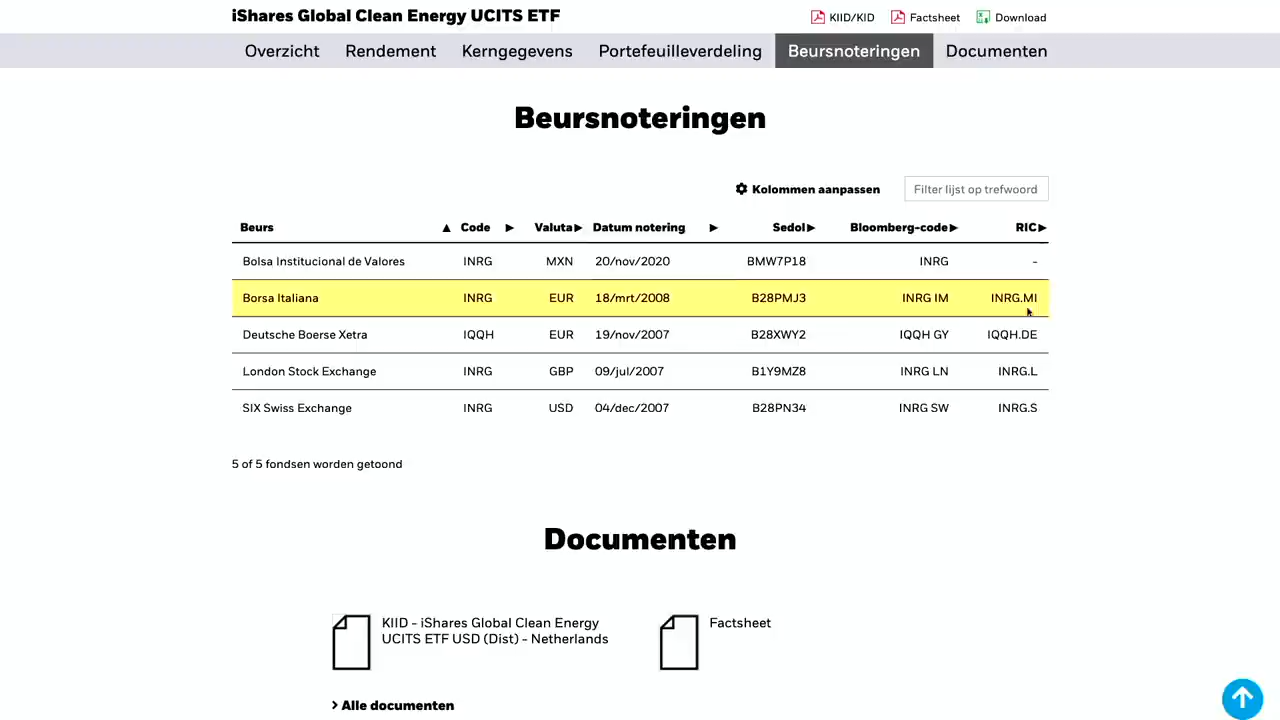 iShares Global Clean Energy UCITS ETF
KIID/KID Factsheet Download
Overzicht Rendement Kerngegevens Portefeuilleverdeling Beursnoteringen Documenten
Beursnoteringen
Kolommen aanpassen Filter lijst op trefwoord
Beurs ▲ Code ▶ Valuta▶ Datum notering ▶ Sedol▶ Bloomberg-code▶ RIC▶
Bolsa Institucional de Valores INRG MXN 20/nov/2020 BMW7P18 INRG -
Borsa Italiana INRG EUR 18/mrt/2008 B28PMJ3 INRG IM INRG.MI
Deutsche Boerse Xetra IQQH EUR 19/nov/2007 B28XWY2 IQQH GY IQQH.DE
London Stock Exchange INRG GBP 09/jul/2007 B1Y9MZ8 INRG LN INRG.L
SIX Swiss Exchange INRG USD 04/dec/2007 B28PN34 INRG SW INRG.S
5 of 5 fondsen worden getoond
Documenten
KIID - iShares Global Clean Energy Factsheet
UCITS ETF USD (Dist) - Netherlands
> Alle documenten